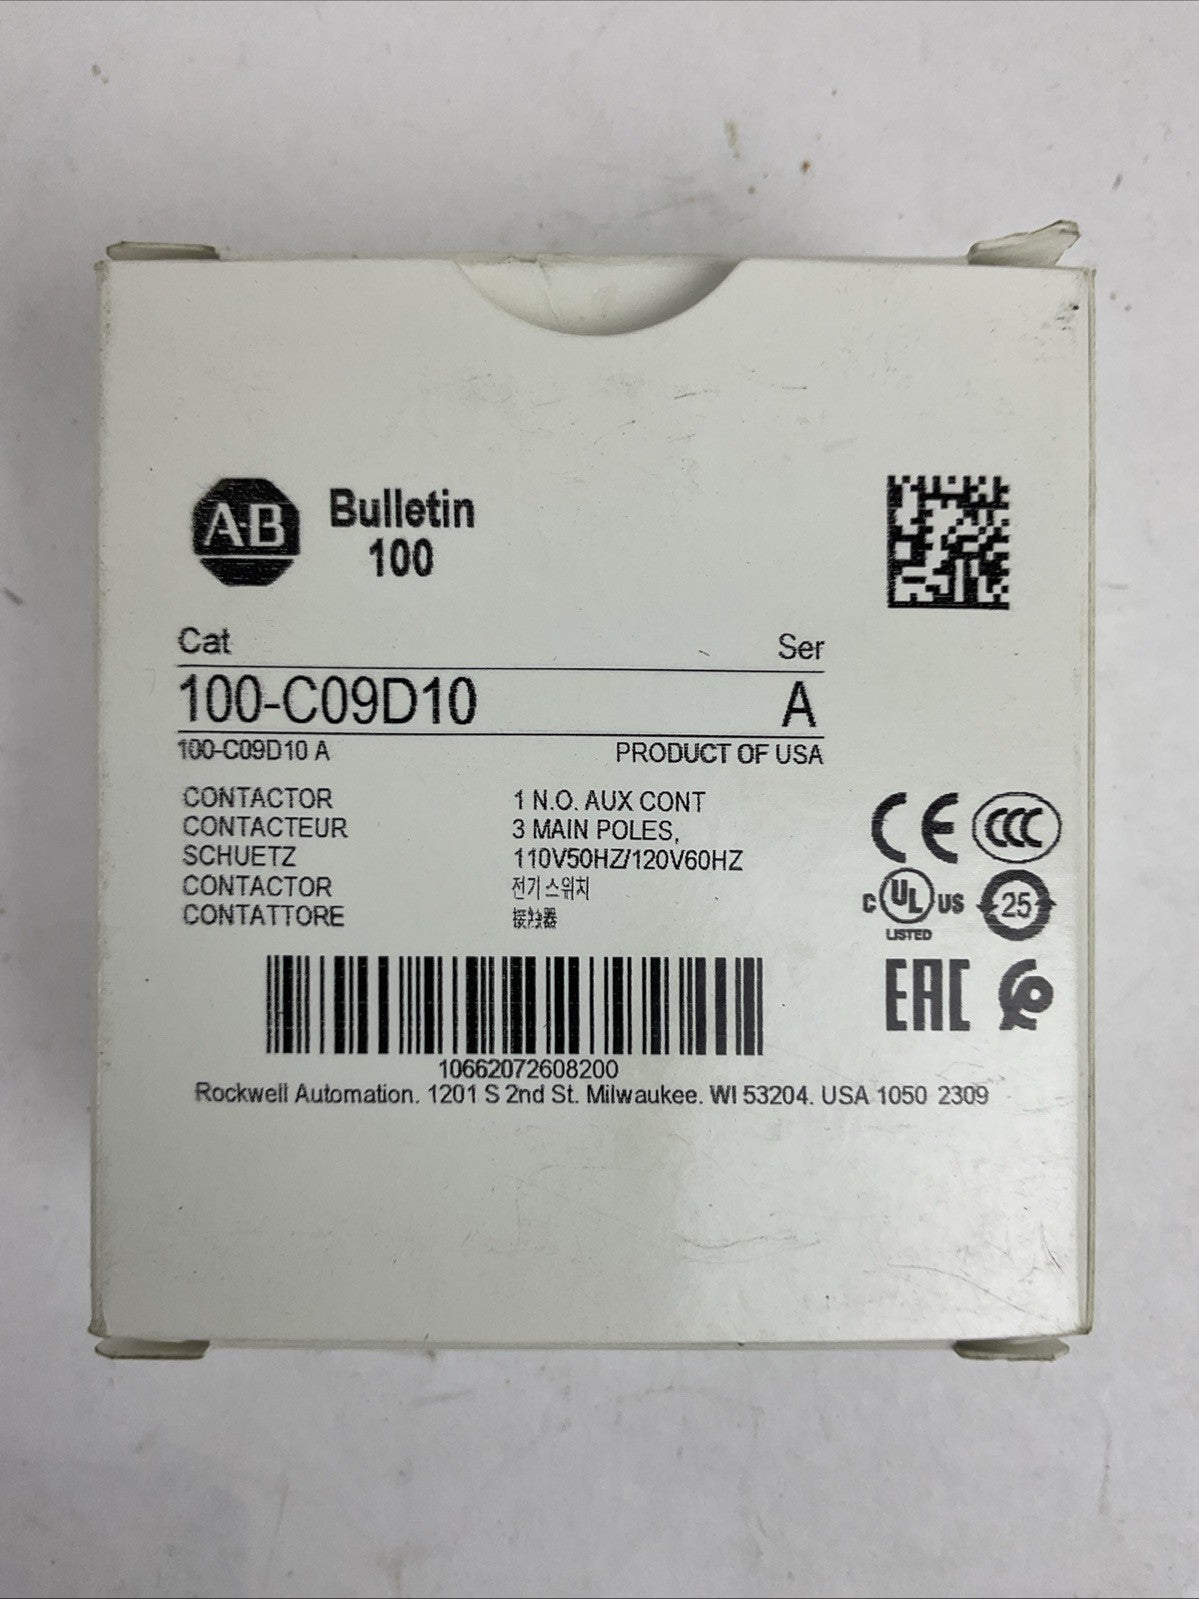 A-B
Bulletin
100
Cat Ser
100-C09D10 A
100-C09D10 A PRODUCT OF USA
CONTACTOR 1 N.O. AUX CONT
CONTACTEUR 3 MAIN POLES,
SCHUETZ 110V50HZ/120V60HZ
CONTACTOR 전기 스위치
CONTATTORE 接触器
CE CCC
C UL US 25
LISTED
EAC
10662072608200
Rockwell Automation. 1201 S 2nd St. Milwaukee. WI 53204. USA 1050 2309